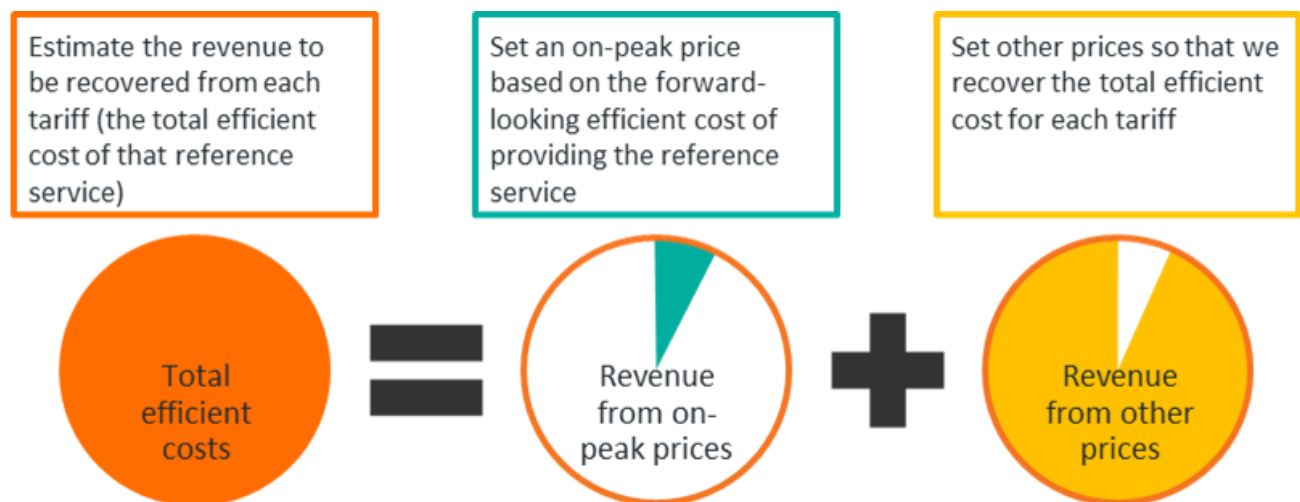 Estimate the revenue to
be recovered from each
tariff (the total efficient
cost of that reference
service)
Set an on-peak price
based on the forward-
looking efficient cost of
providing the reference
service
Set other prices so that we
recover the total efficient
cost for each tariff
Total
efficient
costs
Revenue
from on-
peak prices
Revenue
from other
prices